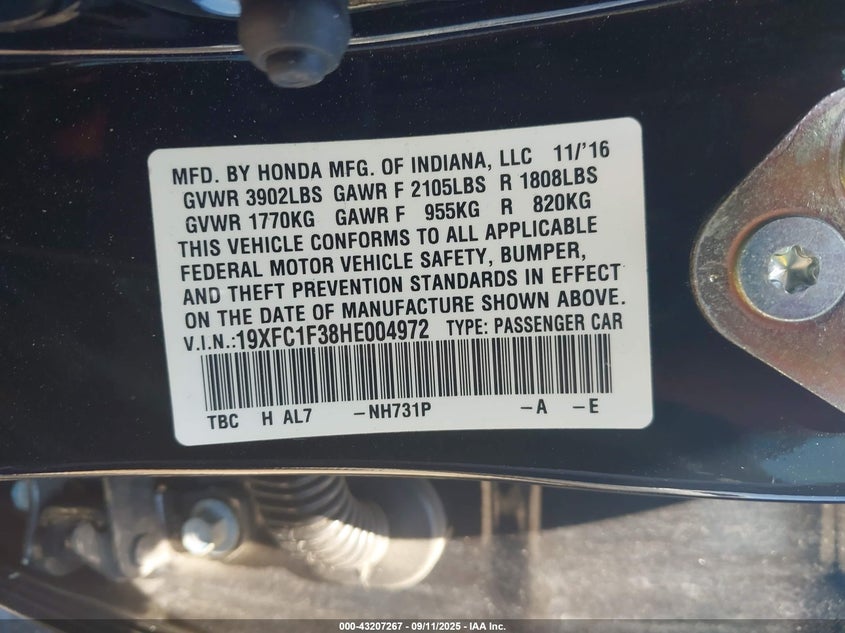 MFD. BY HONDA MFG. OF INDIANA, LLC 11/'16
GVWR 3902LBS GAWR F 2105LBS R 1808LBS
GVWR 1770KG GAWR F 955KG R 820KG
THIS VEHICLE CONFORMS TO ALL APPLICABLE
FEDERAL MOTOR VEHICLE SAFETY, BUMPER,
AND THEFT PREVENTION STANDARDS IN EFFECT
ON THE DATE OF MANUFACTURE SHOWN ABOVE.
V.I.N.:19XFC1F38HE004972 TYPE: PASSENGER CAR
TBC H AL7 -NH731P -A -E
000-43207267 - 09/11/2025 - IAA Inc.